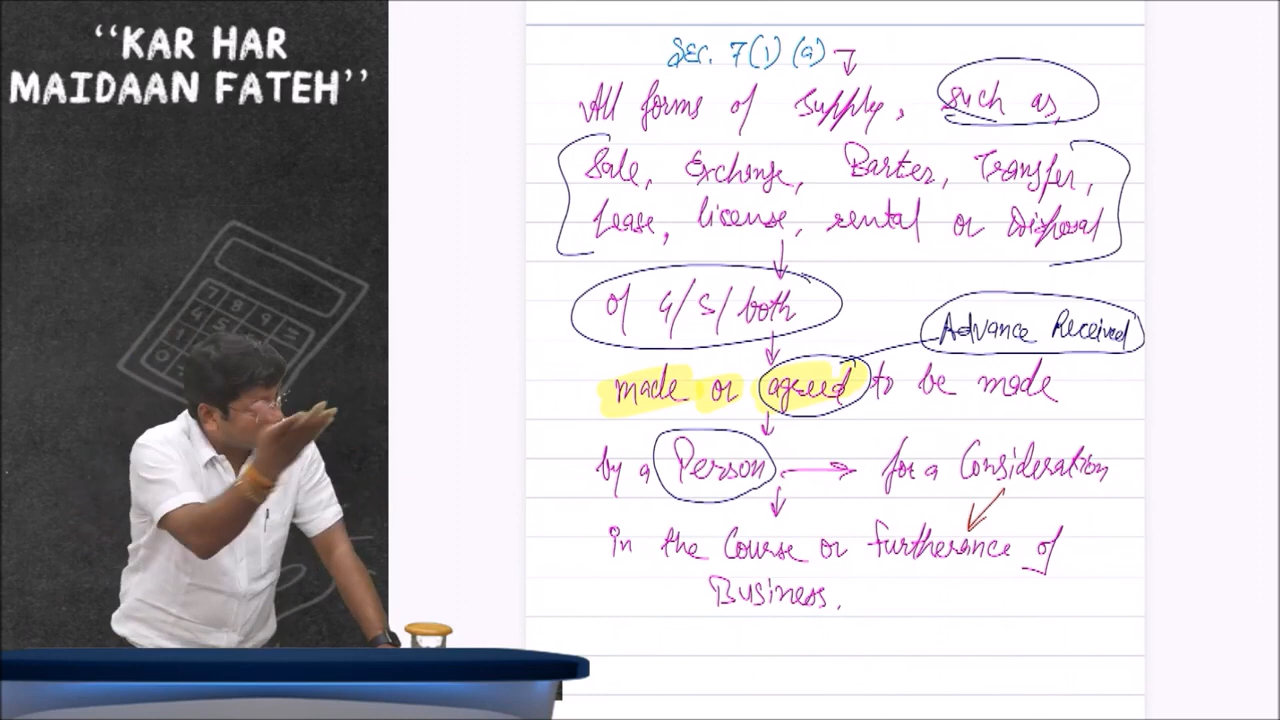 “KAR HAR
MAIDAAN FATEH”
Sec. 7(1)(a)
All forms of Supply, such as,
Sale, Exchange, Barter, Transfer,
Lease, license, rental or Disposal
of G/S/both
Advance Received
made or agreed to be made
by a Person for a Consideration
in the Course or furtherance of
Business.